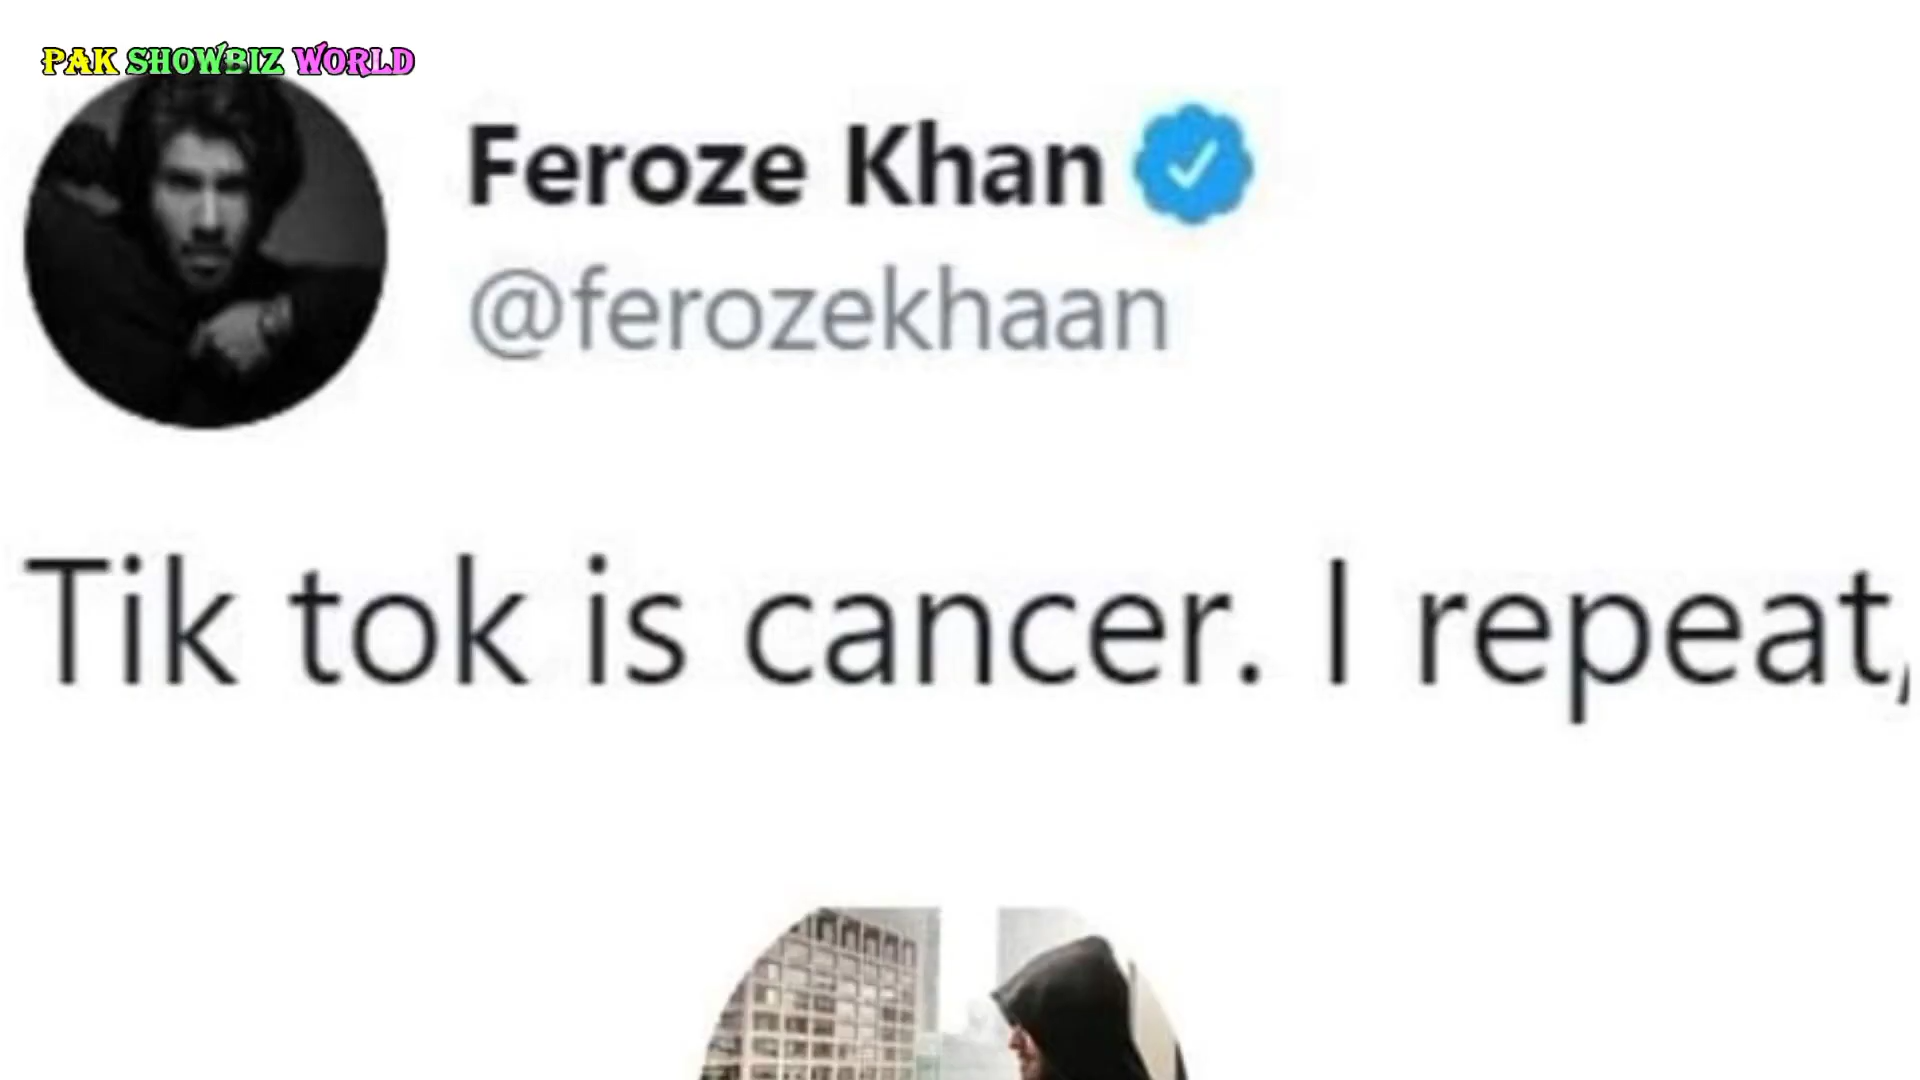 PAK SHOWBIZ WORLD
Feroze Khan
@ferozekhaan
Tik tok is cancer. I repeat,